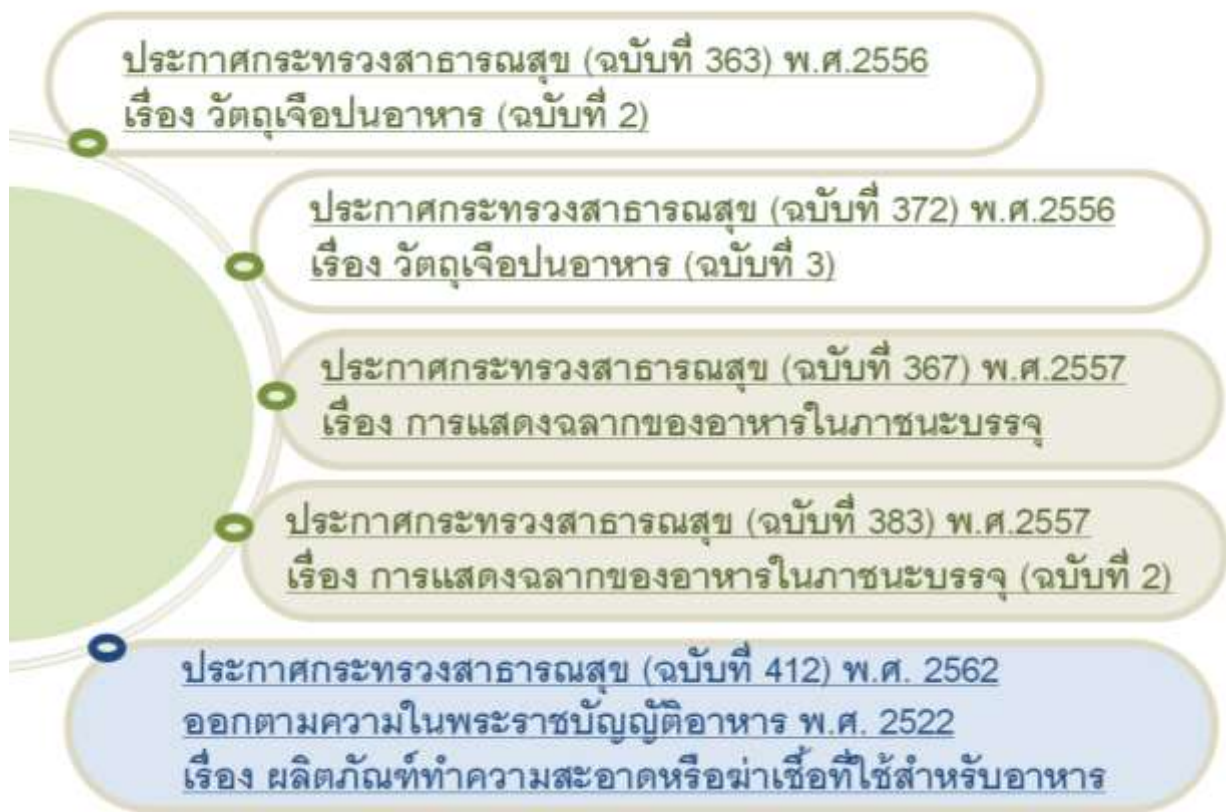 ประกาศกระทรวงสาธารณสุข (ฉบับที่ 363) พ.ศ.2556
เรื่อง วัตถุเจือปนอาหาร (ฉบับที่ 2)
ประกาศกระทรวงสาธารณสุข (ฉบับที่ 372) พ.ศ.2556
เรื่อง วัตถุเจือปนอาหาร (ฉบับที่ 3)
ประกาศกระทรวงสาธารณสุข (ฉบับที่ 367) พ.ศ.2557
เรื่อง การแสดงฉลากของอาหารในภาชนะบรรจุ
ประกาศกระทรวงสาธารณสุข (ฉบับที่ 383) พ.ศ.2557
เรื่อง การแสดงฉลากของอาหารในภาชนะบรรจุ (ฉบับที่ 2)
ประกาศกระทรวงสาธารณสุข (ฉบับที่ 412) พ.ศ. 2562
ออกตามความในพระราชบัญญัติอาหาร พ.ศ. 2522
เรื่อง ผลิตภัณฑ์ทำความสะอาดหรือฆ่าเชื้อที่ใช้สำหรับอาหาร